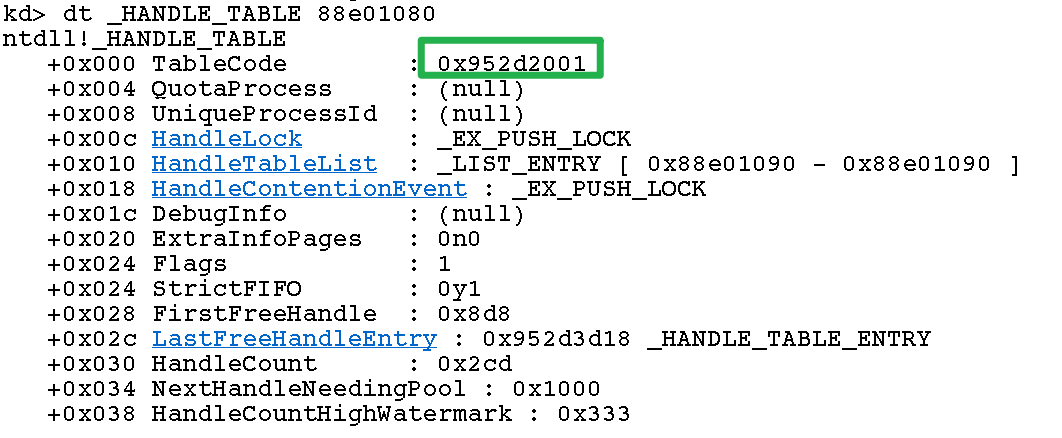 kd> dt _HANDLE_TABLE 88e01080
ntdll!_HANDLE_TABLE
+0x000 TableCode : 0x952d2001
+0x004 QuotaProcess : (null)
+0x008 UniqueProcessId : (null)
+0x00c HandleLock : _EX_PUSH_LOCK
+0x010 HandleTableList : _LIST_ENTRY [ 0x88e01090 - 0x88e01090 ]
+0x018 HandleContentionEvent : _EX_PUSH_LOCK
+0x01c DebugInfo : (null)
+0x020 ExtraInfoPages : 0n0
+0x024 Flags : 1
+0x024 StrictFIFO : 0y1
+0x028 FirstFreeHandle : 0x8d8
+0x02c LastFreeHandleEntry : 0x952d3d18 _HANDLE_TABLE_ENTRY
+0x030 HandleCount : 0x2cd
+0x034 NextHandleNeedingPool : 0x1000
+0x038 HandleCountHighWatermark : 0x333